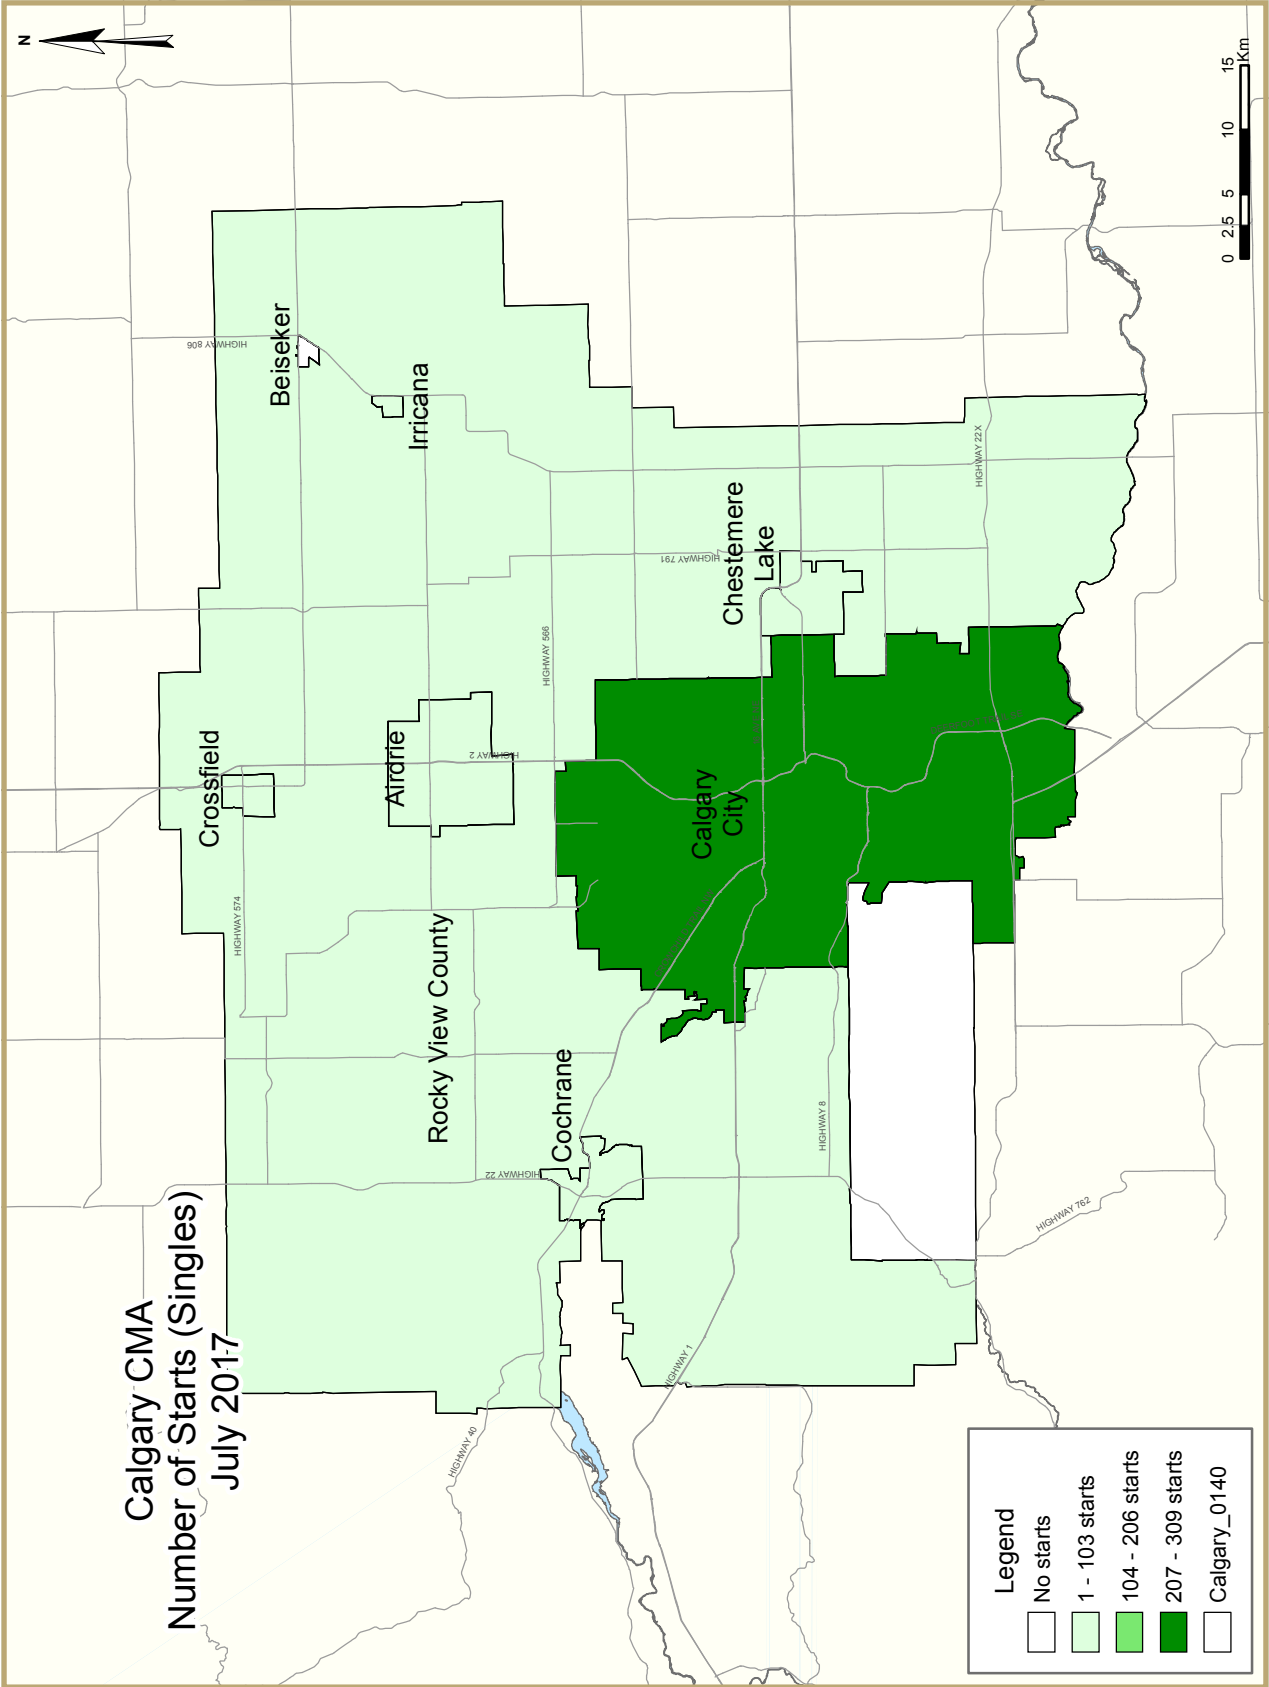 Calgary CMA
Number of Starts (Singles)
July 2017
N
HIGHWAY 806
Beiseker
Irricana
Crossfield
HIGHWAY 574
Airdrie
HIGHWAY 2
HIGHWAY 566
Rocky View County
Cochrane
HIGHWAY 22
HIGHWAY 40
HIGHWAY 1
Calgary
City
Chestemere
Lake
HIGHWAY 791
HIGHWAY 22X
HIGHWAY 8
HIGHWAY 762
Legend
No starts
1 - 103 starts
104 - 206 starts
207 - 309 starts
Calgary_0140
0 2.5 5 10 15
Km